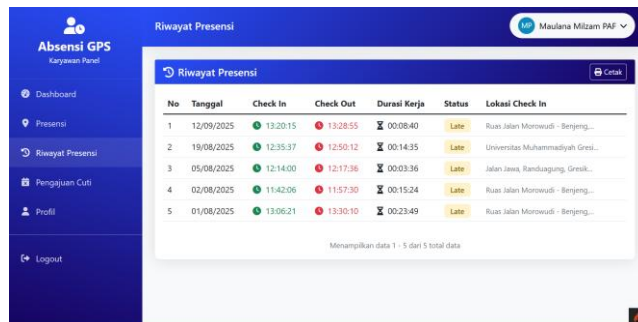 Absensi GPS
Karyawan Panel
Dashboard
Presensi
Riwayat Presensi
Pengajuan Cuti
Profil
Logout
Riwayat Presensi
MP Maulana Milzam PAF
Riwayat Presensi Cetak
No Tanggal Check In Check Out Durasi Kerja Status Lokasi Check In
1 12/09/2025 13:20:15 13:28:55 00:08:40 Late Ruas Jalan Morowudi - Benjeng,...
2 19/08/2025 12:35:37 12:50:12 00:14:35 Late Universitas Muhammadiyah Gresi...
3 05/08/2025 12:14:00 12:17:36 00:03:36 Late Jalan Jawa, Randuagung, Gresik...
4 02/08/2025 11:42:06 11:57:30 00:15:24 Late Ruas Jalan Morowudi - Benjeng,...
5 01/08/2025 13:06:21 13:30:10 00:23:49 Late Ruas Jalan Morowudi - Benjeng,...
Menampilkan data 1 - 5 dari 5 total data